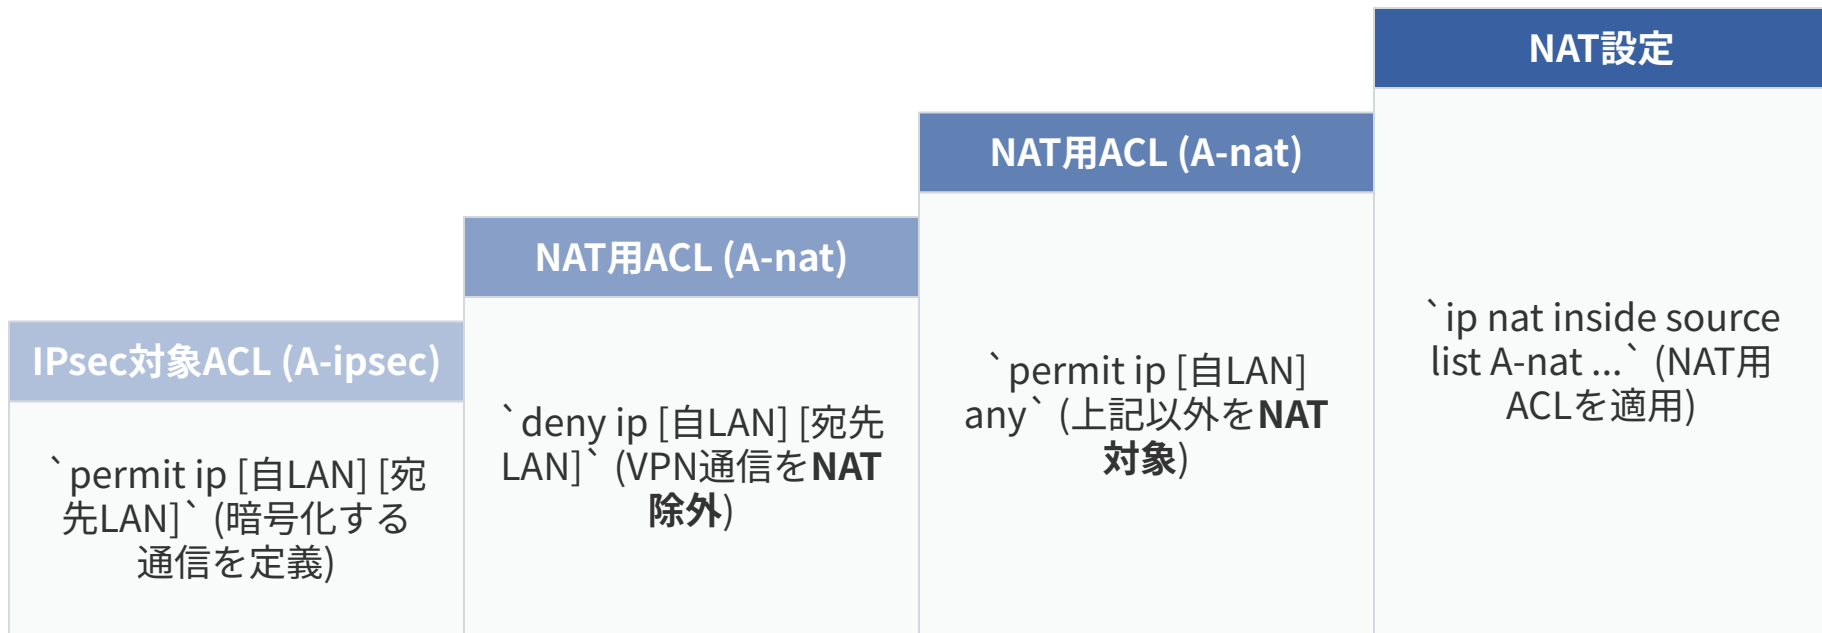 IPsec対象ACL (A-ipsec)
`permit ip [自LAN] [宛
先LAN]` (暗号化する
通信を定義)
NAT用ACL (A-nat)
`deny ip [自LAN] [宛先
LAN]` (VPN通信をNAT
除外)
NAT用ACL (A-nat)
`permit ip [自LAN]
any` (上記以外をNAT
対象)
NAT設定
`ip nat inside source
list A-nat ...` (NAT用
ACLを適用)